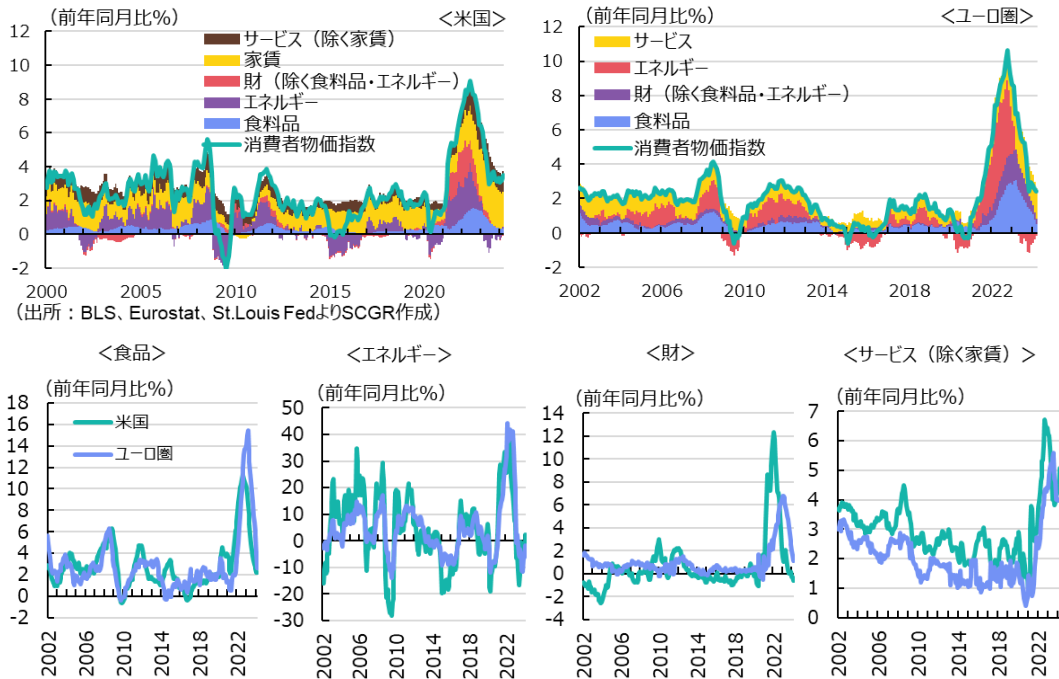 （前年同月比%）
＜米国＞
12
10
8
6
4
2
0
-2
サービス（除く家賃）
家賃
財（除く食料品・エネルギー）
エネルギー
食料品
消費者物価指数
2000 2005 2010 2015 2020
（前年同月比%）
＜ユーロ圏＞
12
10
8
6
4
2
0
-2
サービス
エネルギー
財（除く食料品・エネルギー）
食料品
消費者物価指数
2002 2006 2010 2014 2018 2022
（出所：BLS、Eurostat、St.Louis FedよりSCGR作成）
＜食品＞
（前年同月比%）
18
16
14
12
10
8
6
4
2
0
-2
米国
ユーロ圏
2002 2006 2010 2014 2018 2022
＜エネルギー＞
（前年同月比%）
50
40
30
20
10
0
-10
-20
-30
2002 2006 2010 2014 2018 2022
＜財＞
（前年同月比%）
14
12
10
8
6
4
2
0
-2
-4
2002 2006 2010 2014 2018 2022
＜サービス（除く家賃）＞
（前年同月比%）
7
6
5
4
3
2
1
0
2002 2006 2010 2014 2018 2022